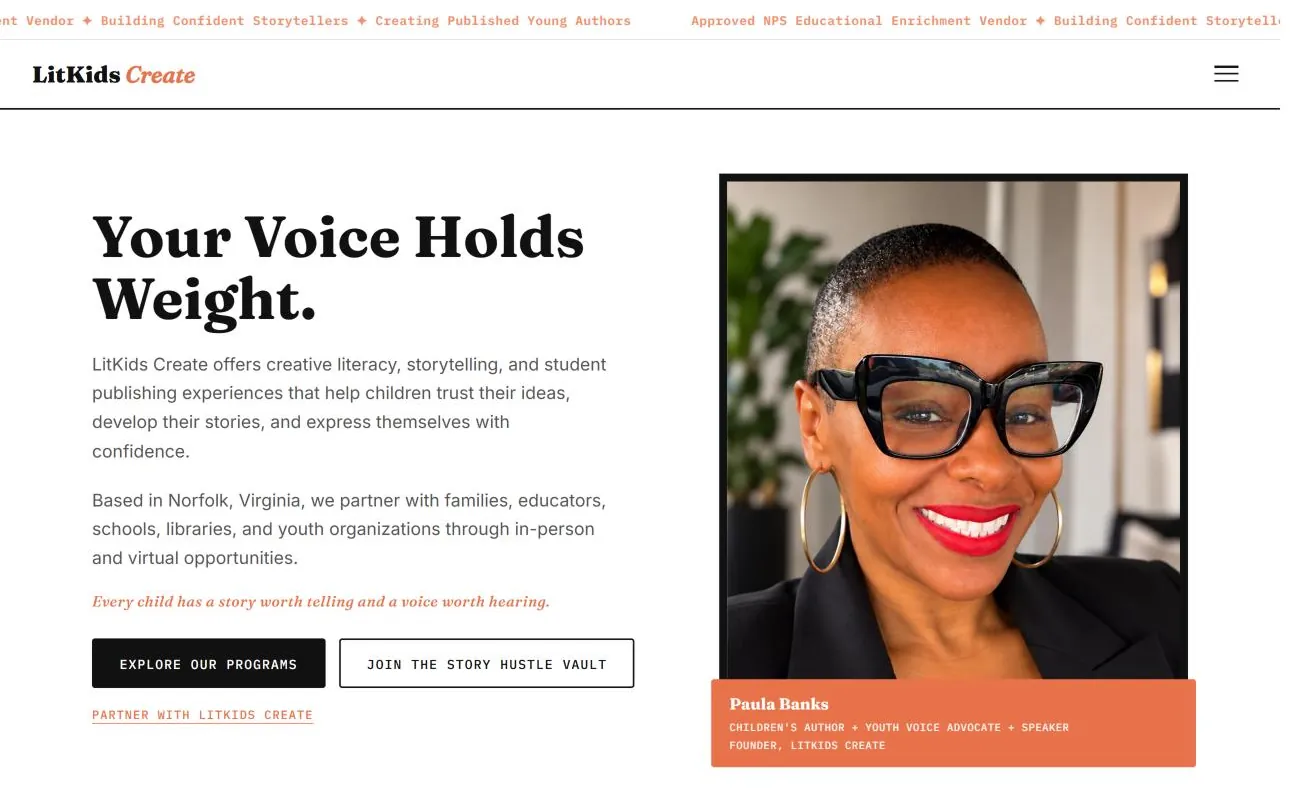 nt Vendor ✦ Building Confident Storytellers ✦ Creating Published Young Authors Approved NPS Educational Enrichment Vendor ✦ Building Confident Storytelle
LitKids Create
Your Voice Holds
Weight.
LitKids Create offers creative literacy, storytelling, and student
publishing experiences that help children trust their ideas,
develop their stories, and express themselves with
confidence.
Based in Norfolk, Virginia, we partner with families, educators,
schools, libraries, and youth organizations through in-person
and virtual opportunities.
Every child has a story worth telling and a voice worth hearing.
EXPLORE OUR PROGRAMS
JOIN THE STORY HUSTLE VAULT
PARTNER WITH LITKIDS CREATE
Paula Banks
CHILDREN'S AUTHOR + YOUTH VOICE ADVOCATE + SPEAKER
FOUNDER, LITKIDS CREATE